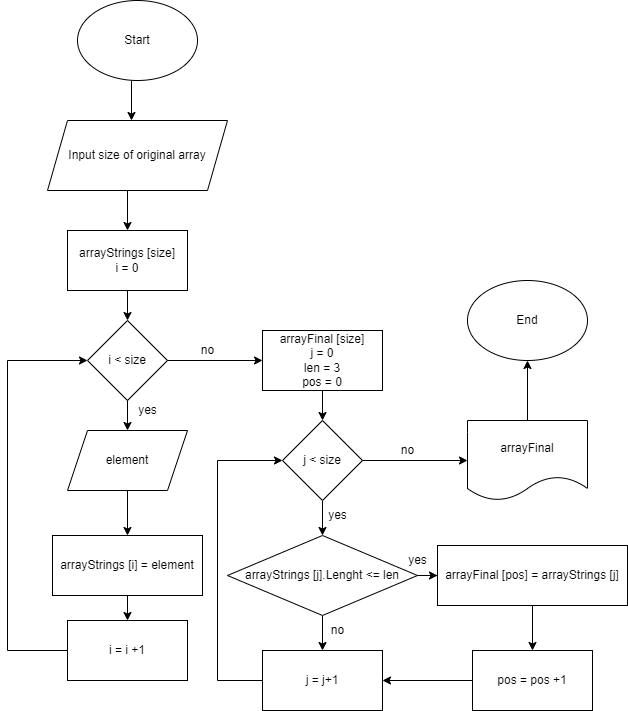 Start
Input size of original array
arrayStrings [size]
i = 0
i < size
no
yes
element
arrayStrings [i] = element
i = i +1
arrayFinal [size]
j = 0
len = 3
pos = 0
j < size
no
yes
arrayFinal
End
arrayStrings [j].Lenght <= len
yes
no
arrayFinal [pos] = arrayStrings [j]
pos = pos +1
j = j+1